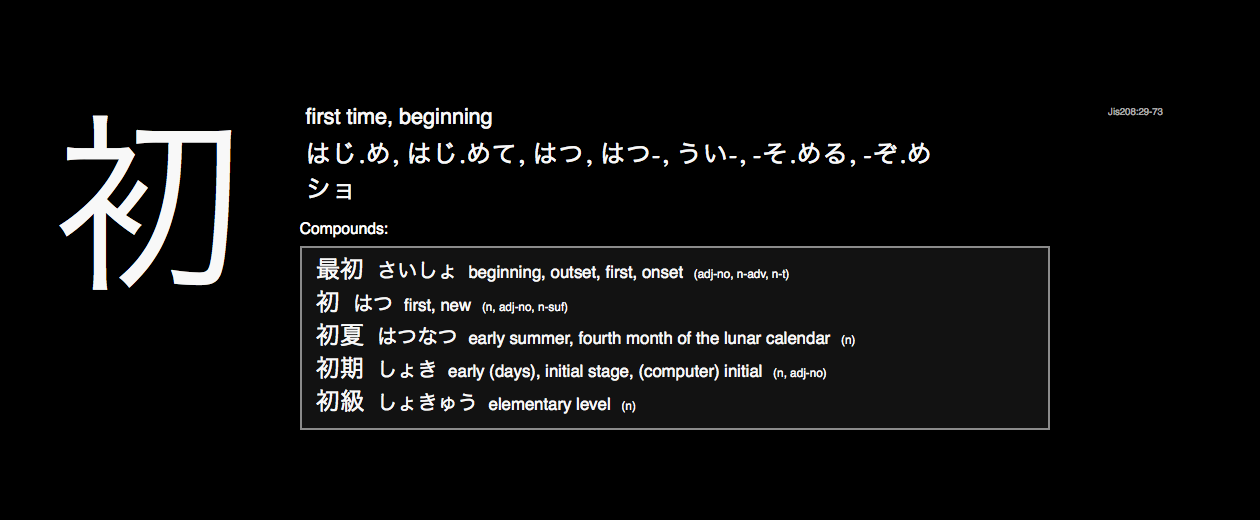 初
first time, beginning
Jis208:29-73
はじ.め, はじ.めて, はつ, はつ-, うい-, -そ.める, -ぞ.め
ショ
Compounds:
最初 さいしょ beginning, outset, first, onset (adj-no, n-adv, n-t)
初 はつ first, new (n, adj-no, n-suf)
初夏 はつなつ early summer, fourth month of the lunar calendar (n)
初期 しょき early (days), initial stage, (computer) initial (n, adj-no)
初級 しょきゅう elementary level (n)